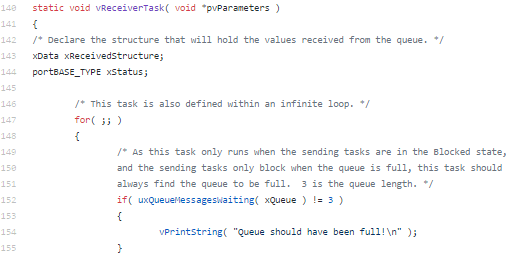 140 static void vReceiverTask( void *pvParameters )
141 {
142 /* Declare the structure that will hold the values received from the queue. */
143 xData xReceivedStructure;
144 portBASE_TYPE xStatus;
145
146 /* This task is also defined within an infinite loop. */
147 for( ;; )
148 {
149 /* As this task only runs when the sending tasks are in the Blocked state,
150 and the sending tasks only block when the queue is full, this task should
151 always find the queue to be full.  3 is the queue length. */
152 if( uxQueueMessagesWaiting( xQueue ) != 3 )
153 {
154 vPrintString( "Queue should have been full!\n" );
155 }